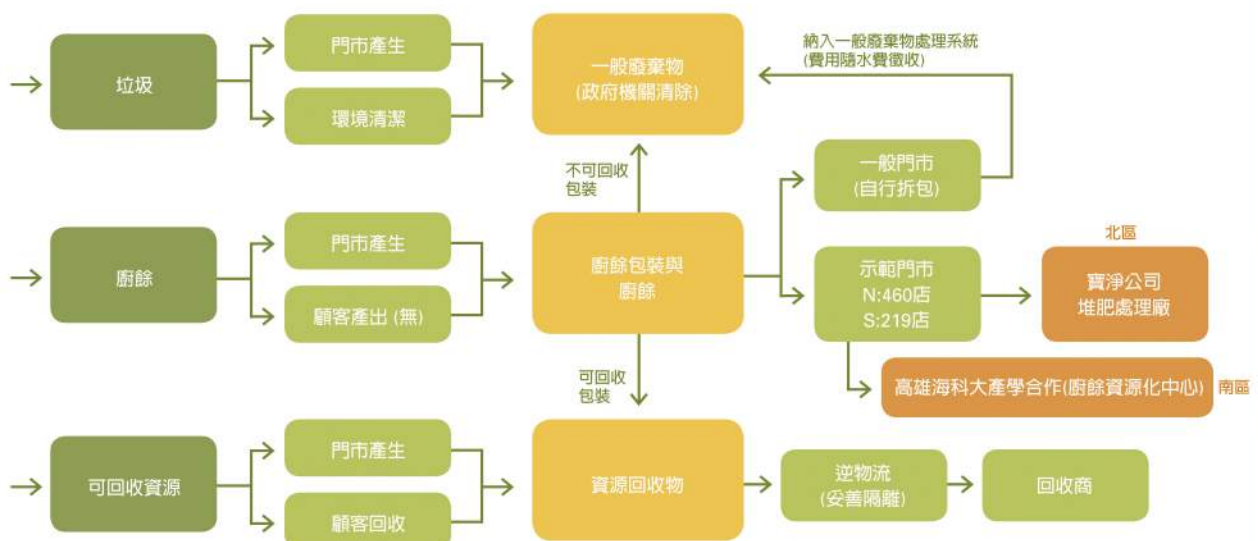 垃圾
門市產生
環境清潔
一般廢棄物
(政府機關清除)
納入一般廢棄物處理系統
(費用隨水費徵收)
不可回收
包裝
一般門市
(自行拆包)
廚餘
門市產生
顧客產出 (無)
廚餘包裝與
廚餘
示範門市
N:460店
S:219店
北區
寶淨公司
堆肥處理廠
高雄海科大產學合作(廚餘資源化中心)
南區
可回收
包裝
可回收資源
門市產生
顧客回收
資源回收物
逆物流
(妥善隔離)
回收商